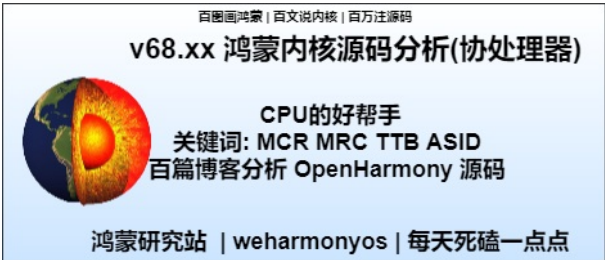 百图画鸿蒙 | 百文说内核 | 百万注源码
v68.xx 鸿蒙内核源码分析(协处理器)
CPU的好帮手
关键词: MCR MRC TTB ASID
百篇博客分析 OpenHarmony 源码
鸿蒙研究站 | weharmonyos | 每天死磕一点点